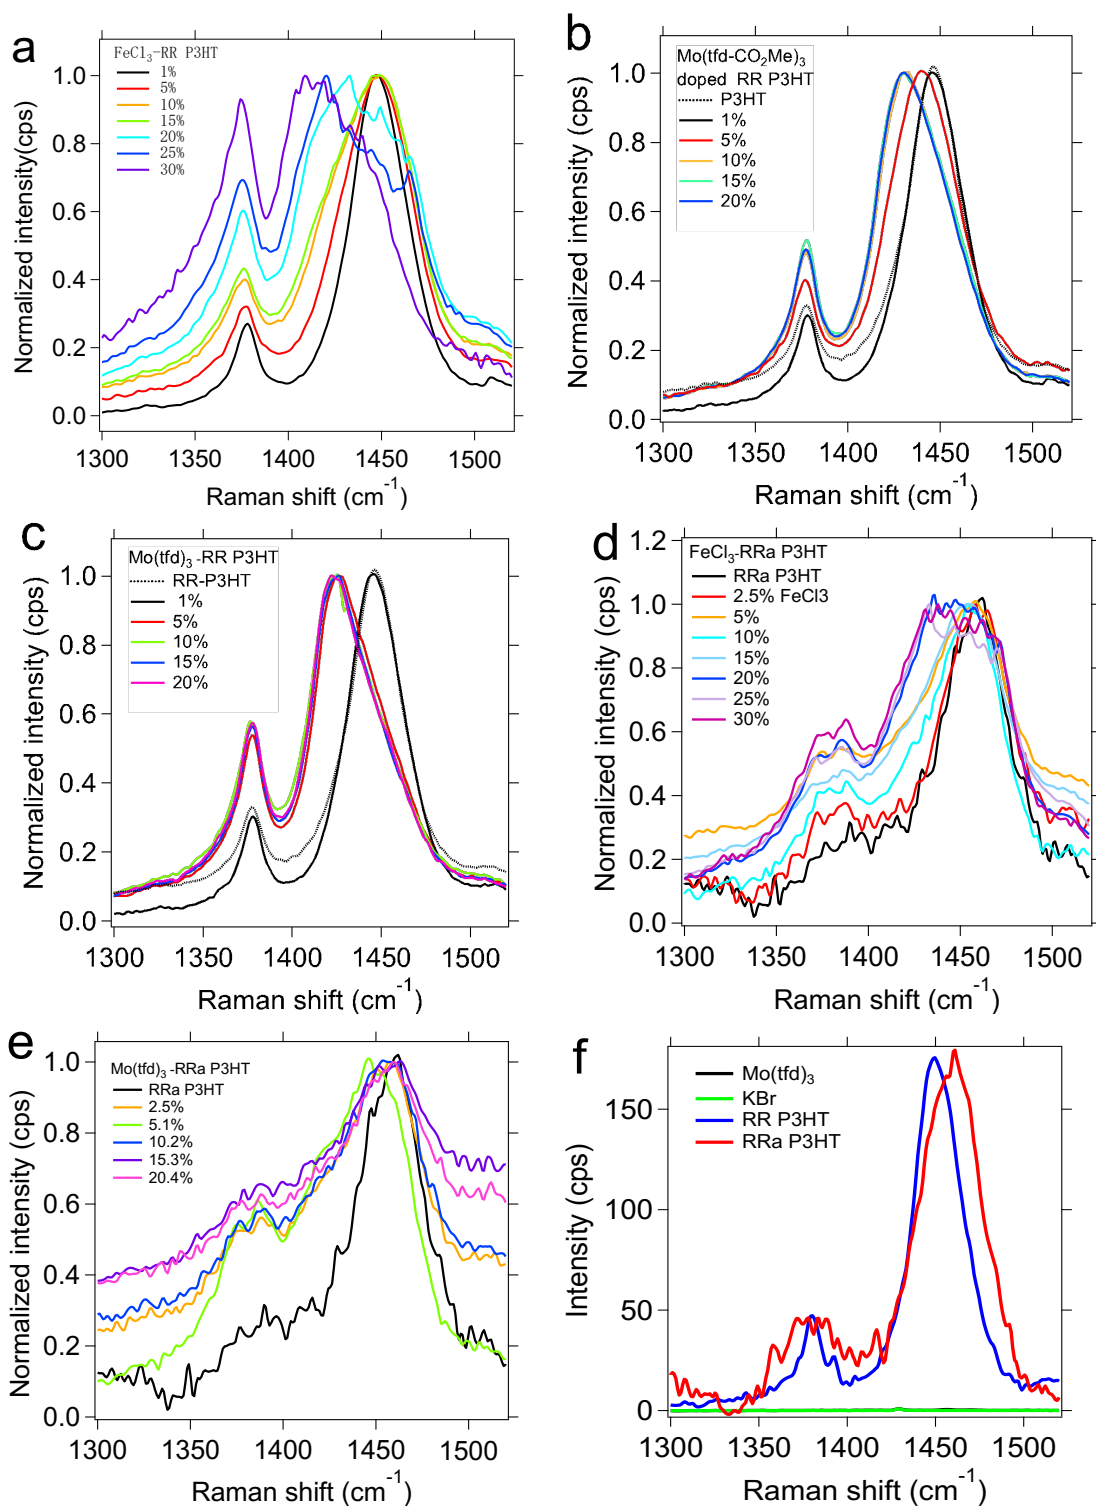 a
FeCl3-RR P3HT
1%
5%
10%
15%
20%
25%
30%
Normalized intensity(cps)
1.0
0.8
0.6
0.4
0.2
0.0
1300 1350 1400 1450 1500
Raman shift (cm-1)
b
Mo(tfd-CO2Me)3
doped RR P3HT
P3HT
1%
5%
10%
15%
20%
Normalized intensity (cps)
1.0
0.8
0.6
0.4
0.2
0.0
1300 1350 1400 1450 1500
Raman shift (cm-1)
c
Mo(tfd)3-RR P3HT
RR-P3HT
1%
5%
10%
15%
20%
Normalized intensity (cps)
1.0
0.8
0.6
0.4
0.2
0.0
1300 1350 1400 1450 1500
Raman shift (cm-1)
d
FeCl3-RRa P3HT
RRa P3HT
2.5% FeCl3
5%
10%
15%
20%
25%
30%
Normalized intensity (cps)
1.2
1.0
0.8
0.6
0.4
0.2
0.0
1300 1350 1400 1450 1500
Raman shift (cm-1)
e
Mo(tfd)3-RRa P3HT
RRa P3HT
2.5%
5.1%
10.2%
15.3%
20.4%
Normalized intensity (cps)
1.0
0.8
0.6
0.4
0.2
0.0
1300 1350 1400 1450 1500
Raman shift (cm-1)
f
Mo(tfd)3
KBr
RR P3HT
RRa P3HT
Intensity (cps)
150
100
50
0
1300 1350 1400 1450 1500
Raman shift (cm-1)